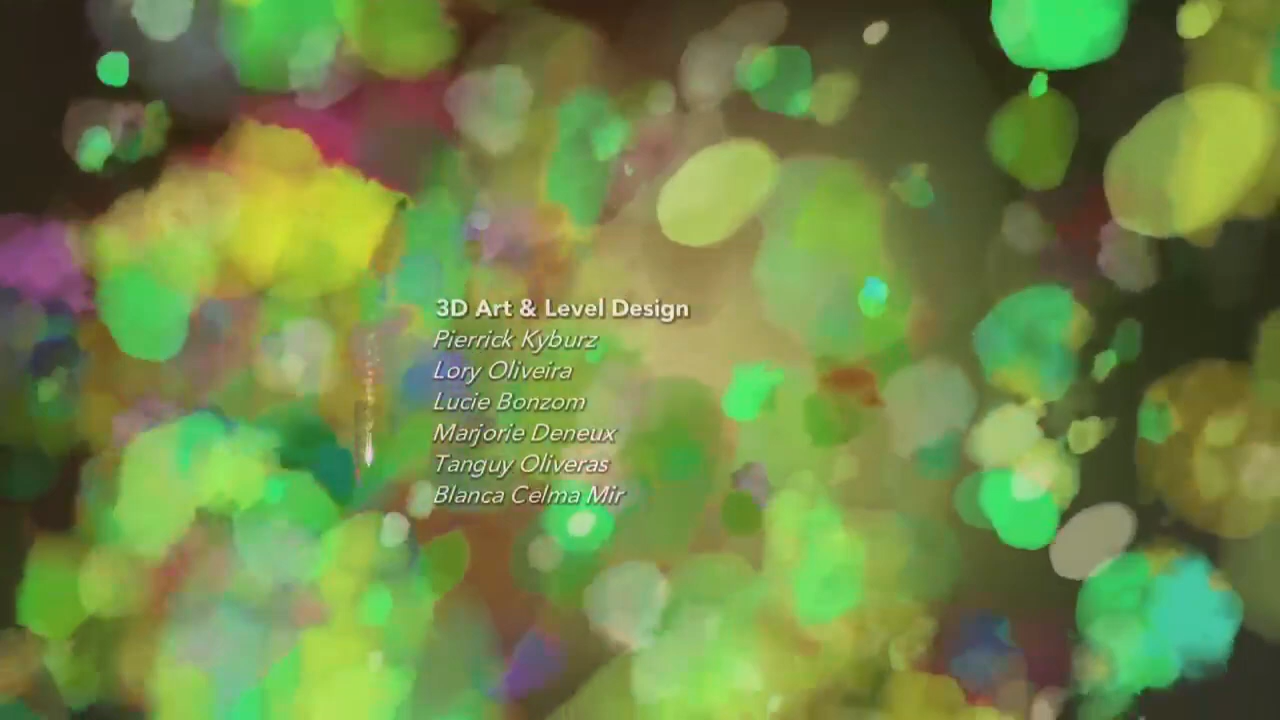 3D Art & Level Design
Pierrick Kyburz
Lory Oliveira
Lucie Bonzom
Marjorie Deneux
Tanguy Oliveras
Blanca Celma Mir